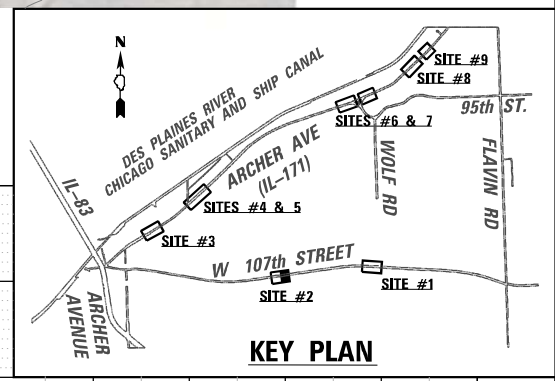 N
DES PLAINES RIVER
CHICAGO SANITARY AND SHIP CANAL
SITE #9
SITE #8
95th ST.
SITES #6 & 7
ARCHER AVE
(IL-171)
WOLF RD
FLAVIN RD
IL-83
SITES #4 & 5
SITE #3
W 107th STREET
SITE #1
SITE #2
ARCHER
AVENUE
KEY PLAN